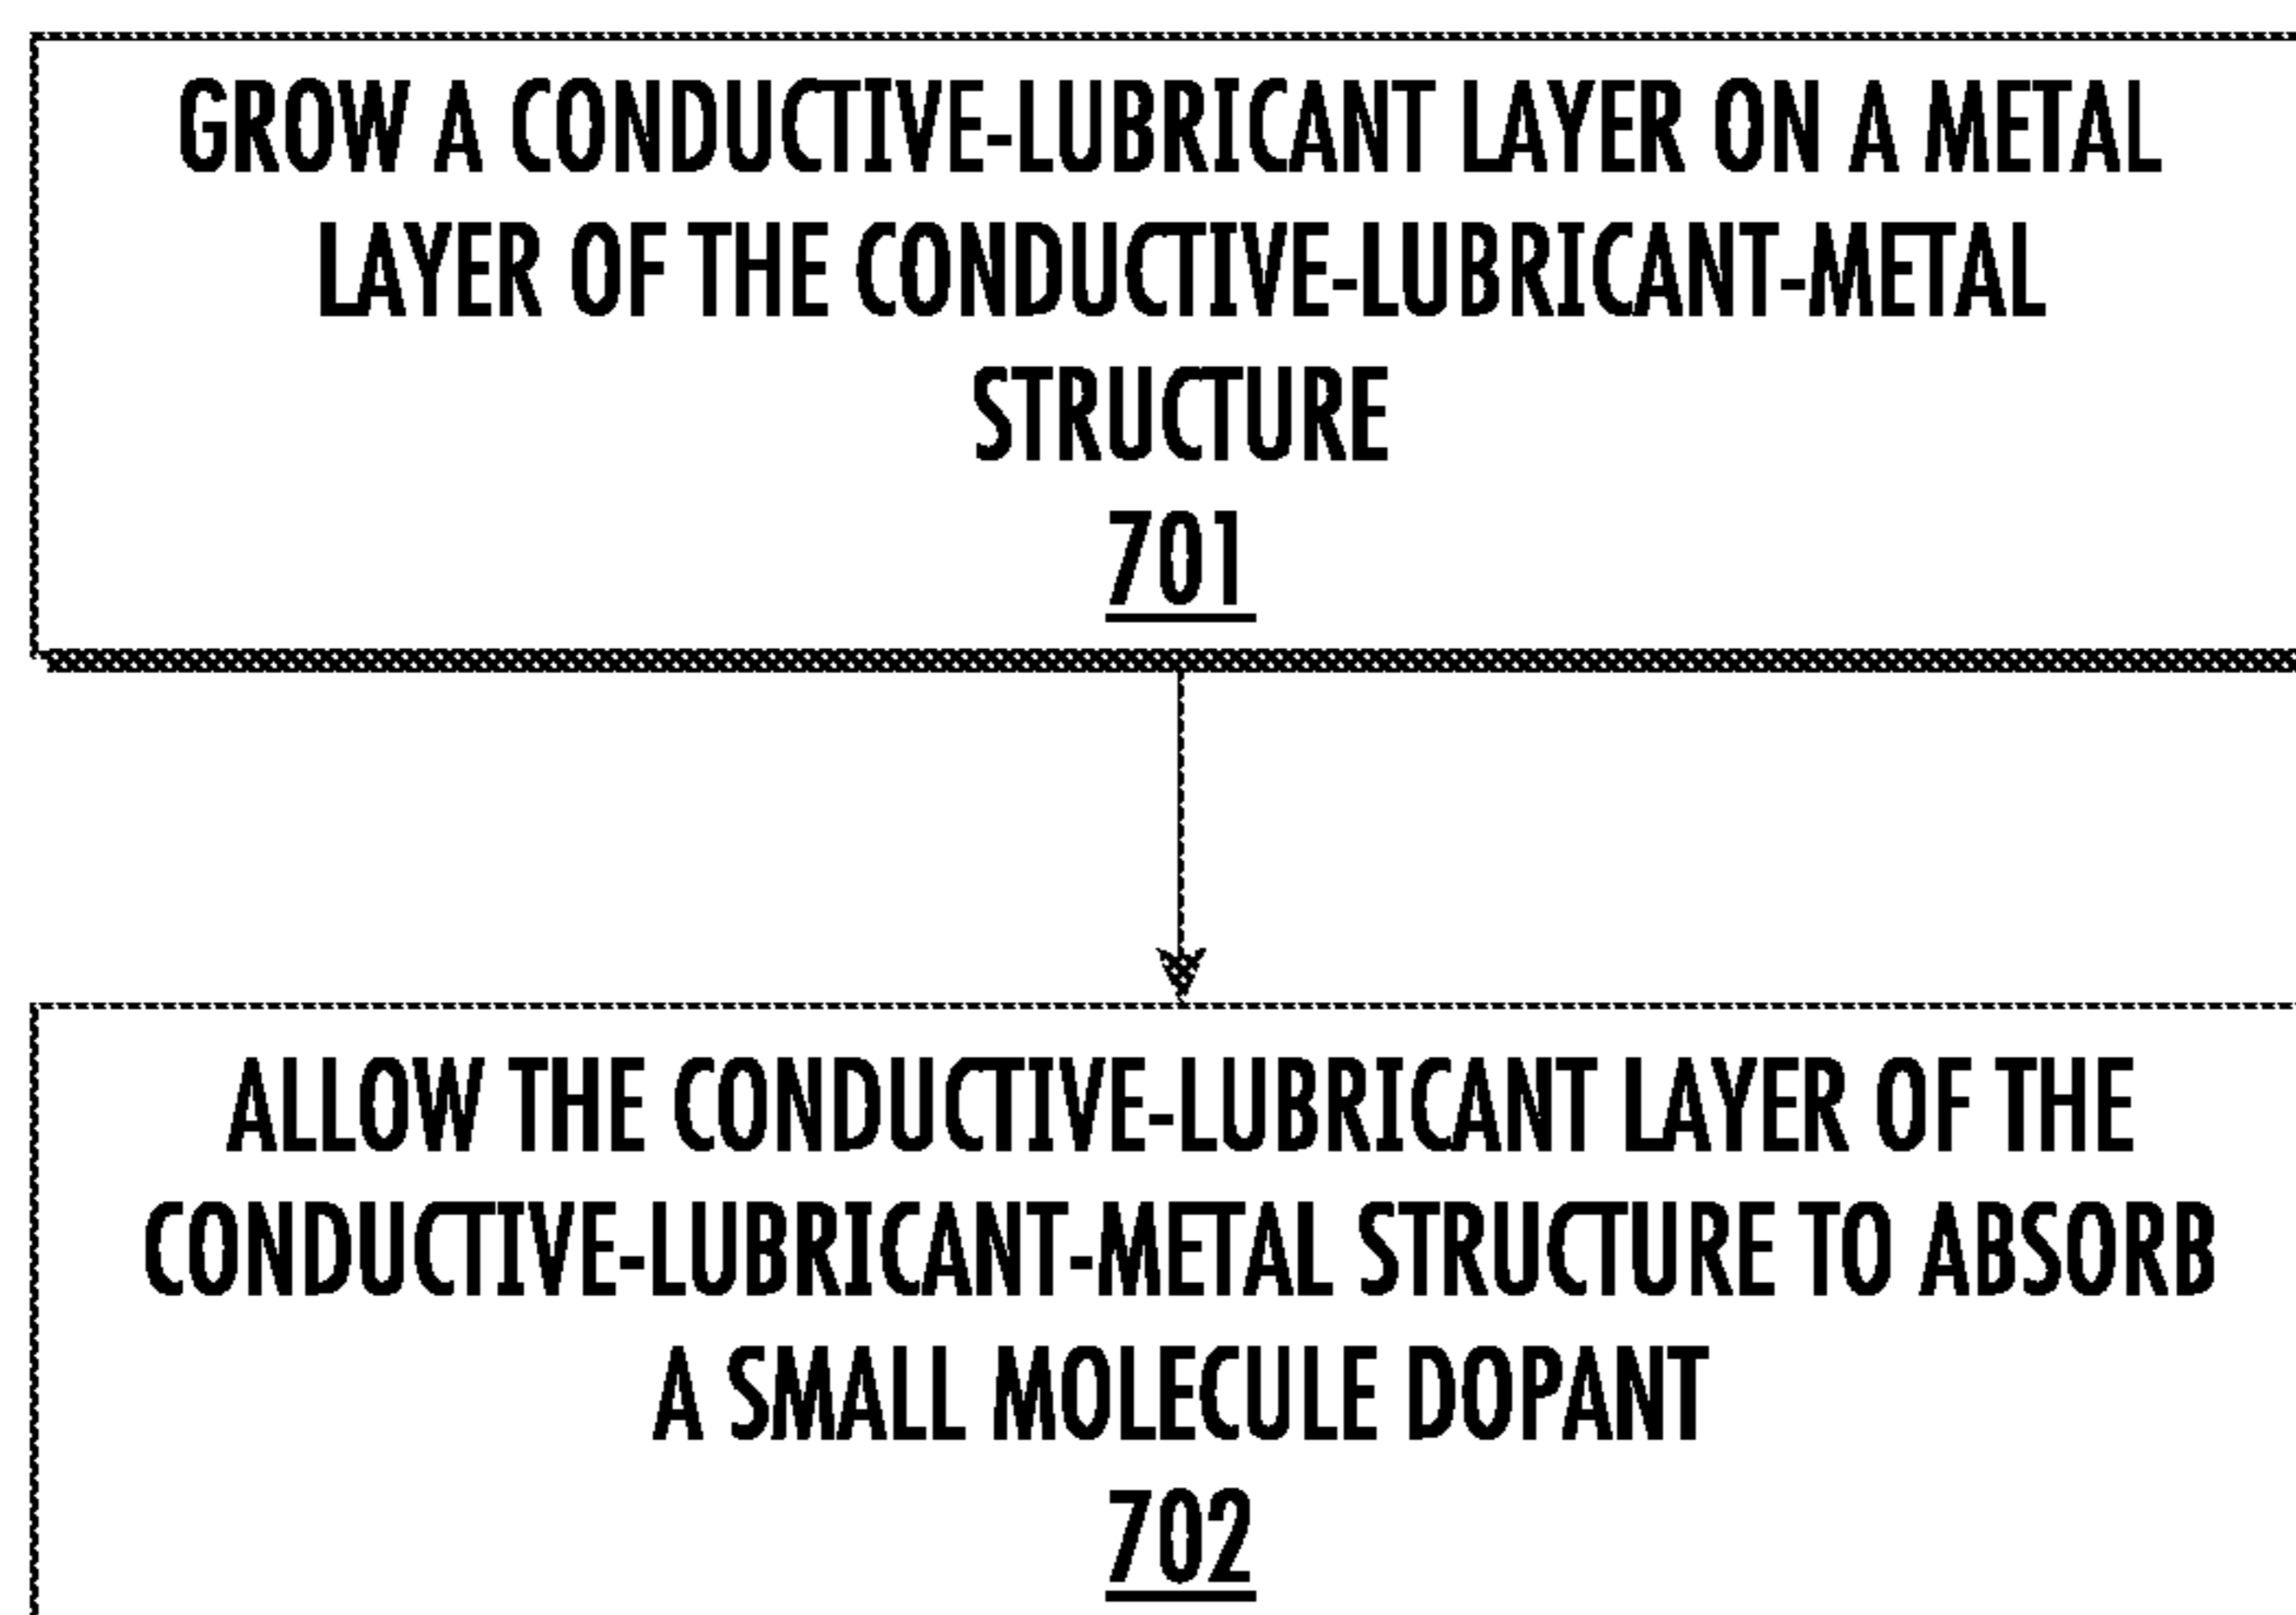 GROW A CONDUCTIVE-LUBRICANT LAYER ON A METAL
LAYER OF THE CONDUCTIVE-LUBRICANT-METAL
STRUCTURE
701
ALLOW THE CONDUCTIVE-LUBRICANT LAYER OF THE
CONDUCTIVE-LUBRICANT-METAL STRUCTURE TO ABSORB
A SMALL MOLECULE DOPANT
702